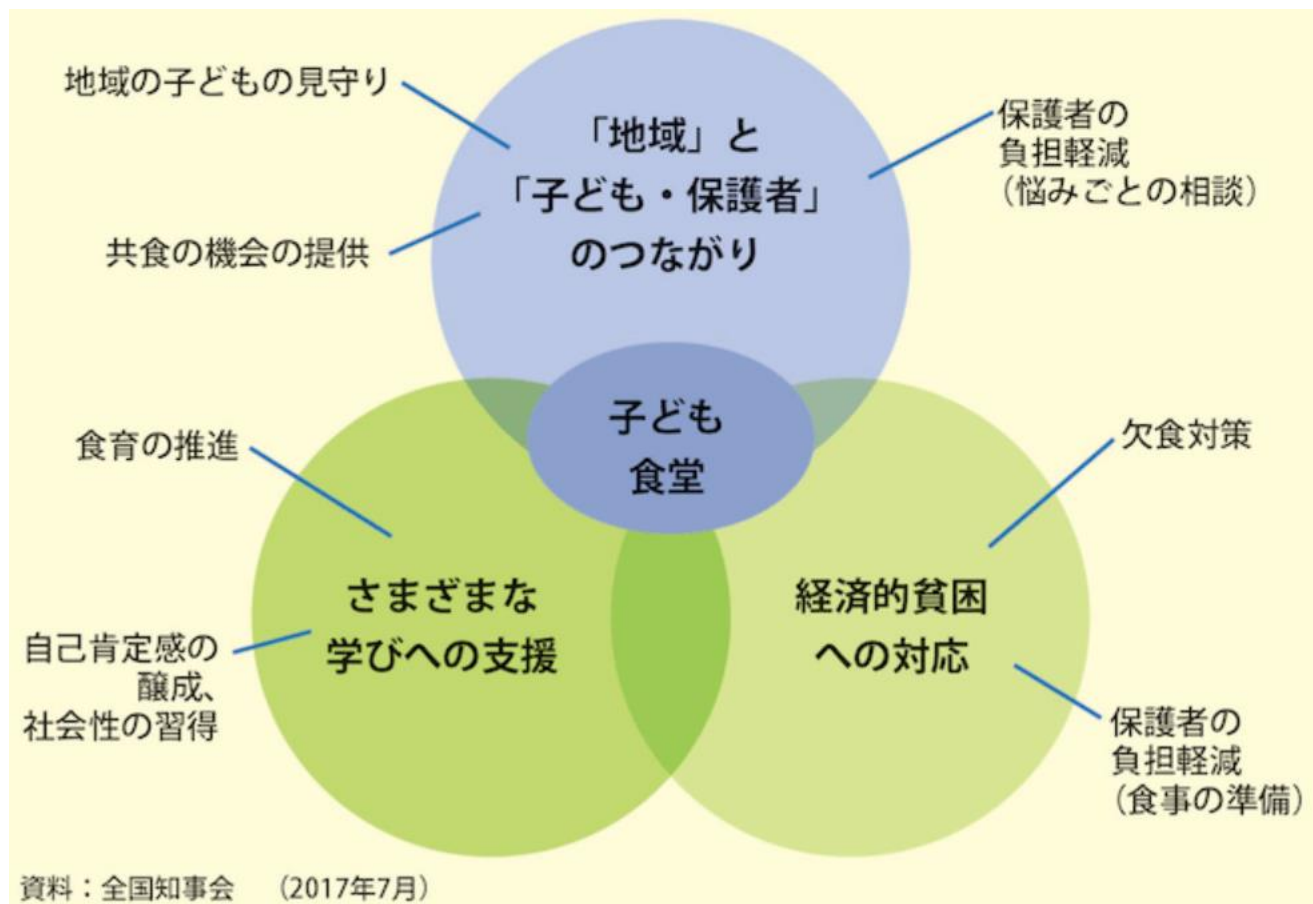 地域の子どもの見守り
共食の機会の提供
「地域」と
「子ども・保護者」
のつながり
保護者の
負担軽減
（悩みごとの相談）
子ども
食堂
食育の推進
自己肯定感の
醸成、
社会性の習得
さまざまな
学びへの支援
経済的貧困
への対応
欠食対策
保護者の
負担軽減
（食事の準備）
資料：全国知事会　（2017年7月）